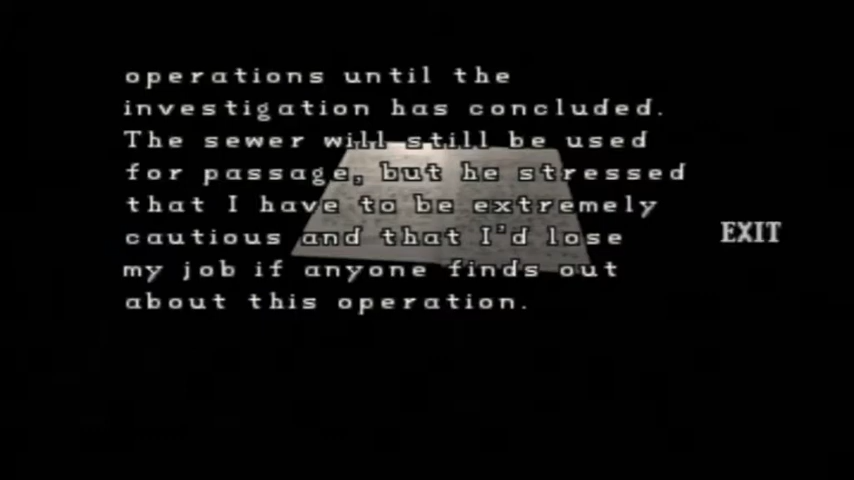 operations until the
investigation has concluded.
The sewer will still be used
for passage, but he stressed
that I have to be extremely
cautious and that I'd lose
EXIT
my job if anyone finds out
about this operation.